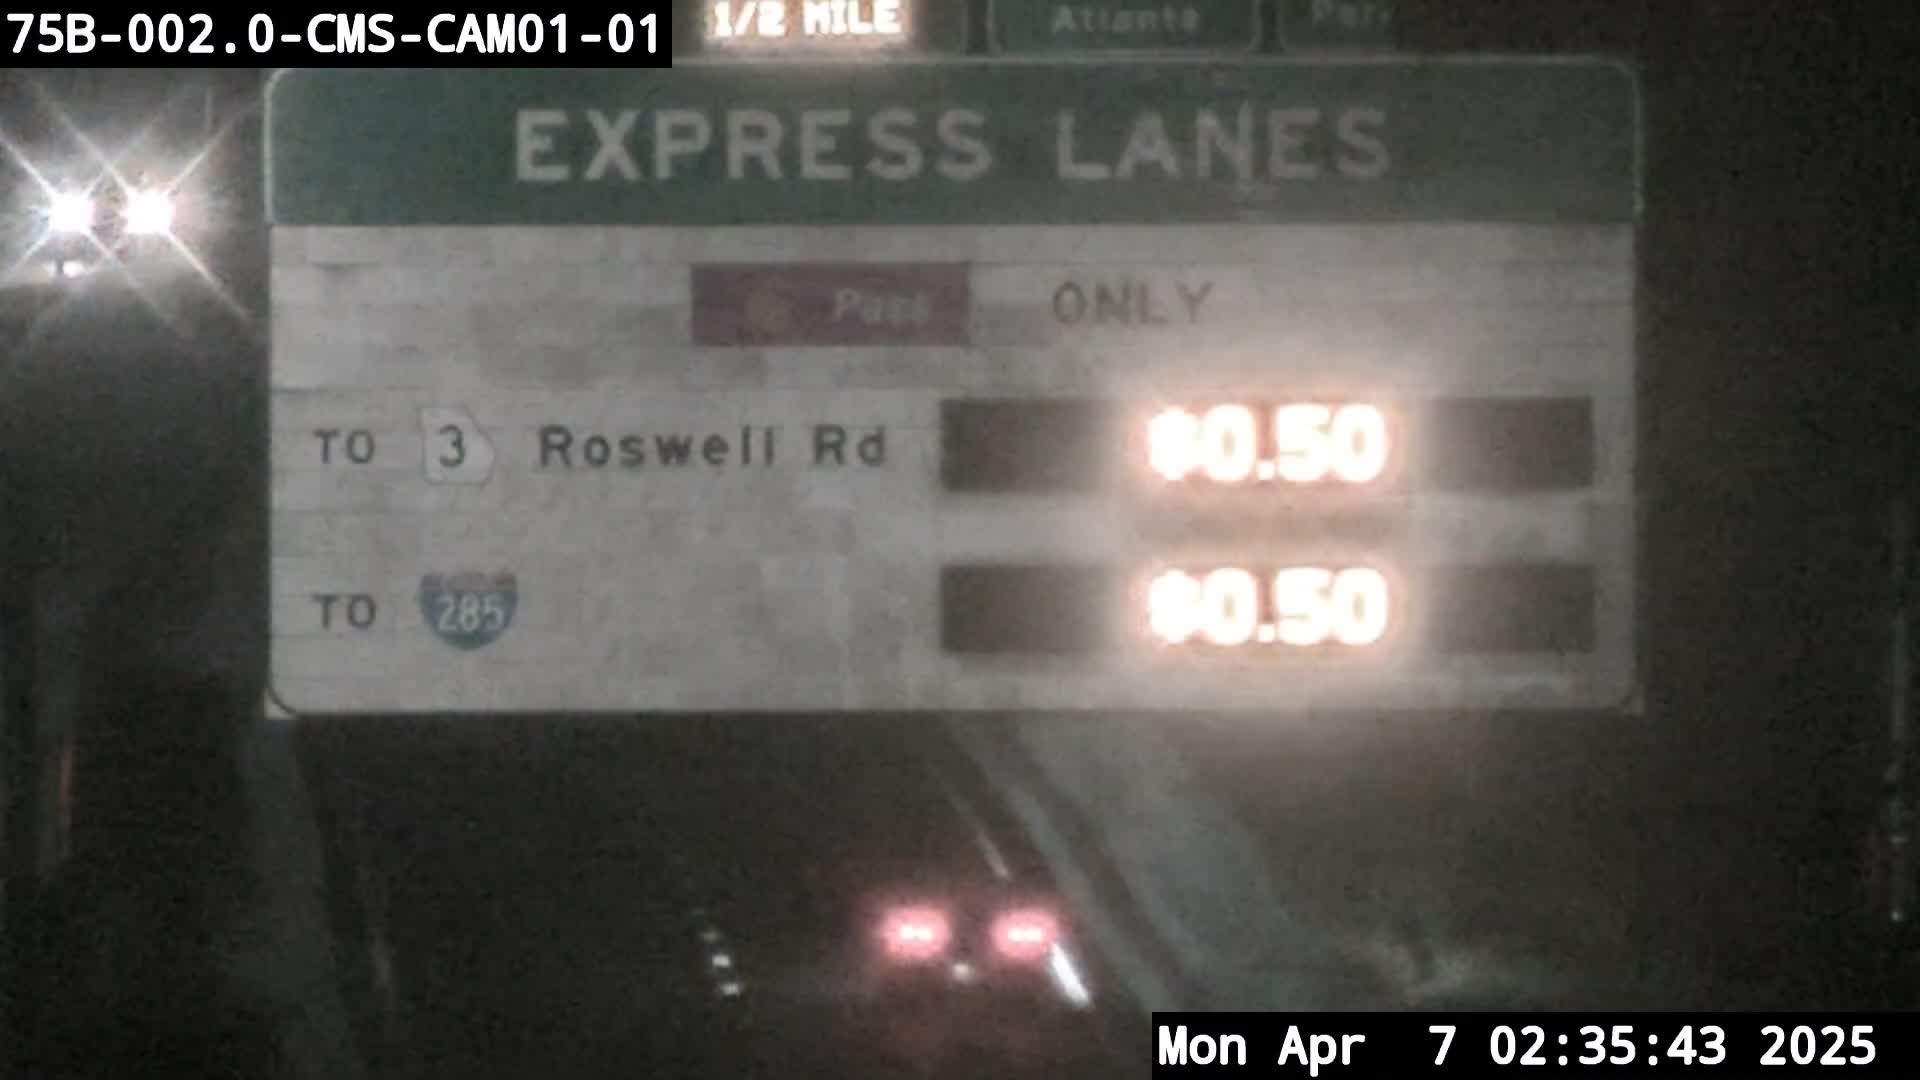 75B-002.0-CMS-CAM01-01
1/2 MILE
Atlanta
EXPRESS LANES
Pass ONLY
TO 3 Roswell Rd $0.50
TO 285 $0.50
Mon Apr 7 02:35:43 2025